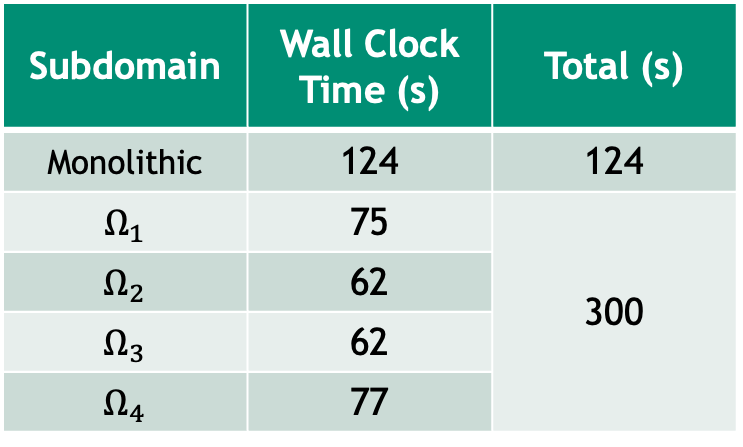 Subdomain
Wall Clock
Time (s)
Total (s)
Monolithic
124
124
Ω₁
75
Ω₂
62
300
Ω₃
62
Ω₄
77